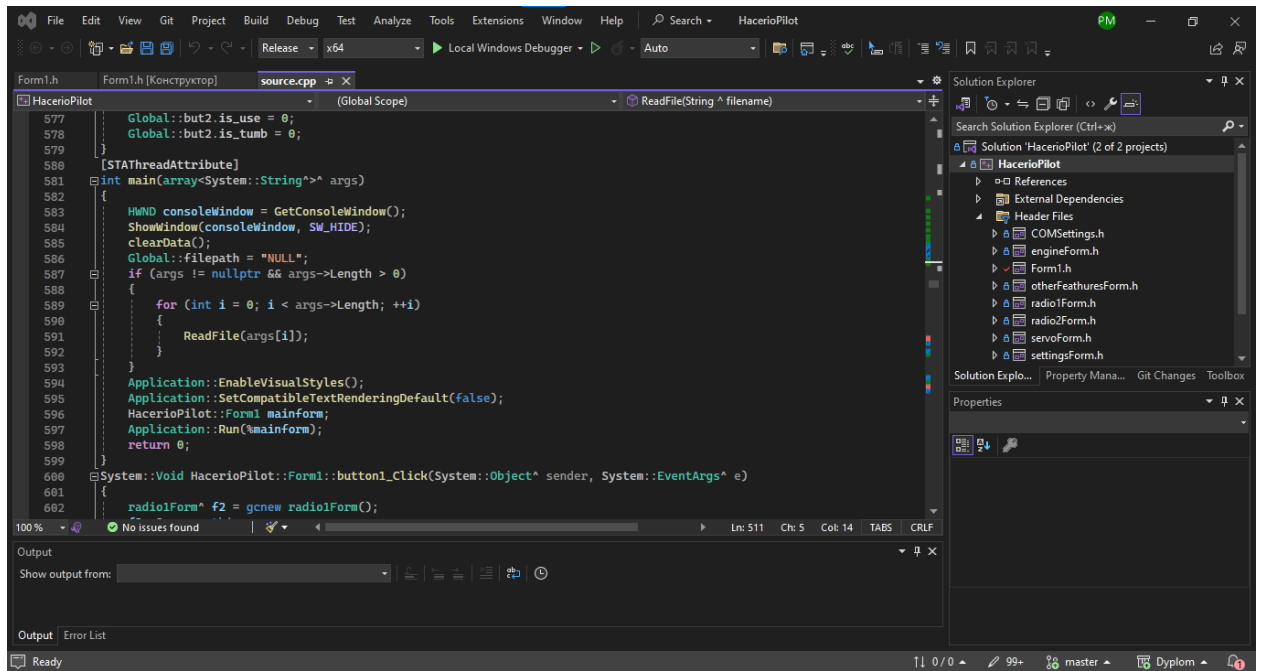 File Edit View Git Project Build Debug Test Analyze Tools Extensions Window Help Search HacerioPilot PM
Release x64 Local Windows Debugger Auto
Form1.h Form1.h [Конструктор] source.cpp
HacerioPilot (Global Scope) ReadFile(String ^ filename)
577 Global::but2.is_use = 0;
578 Global::but2.is_tumb = 0;
579 }
580 [STAThreadAttribute]
581 int main(array<System::String^>^ args)
582 {
583 HWND consoleWindow = GetConsoleWindow();
584 ShowWindow(consoleWindow, SW_HIDE);
585 clearData();
586 Global::filepath = "NULL";
587 if (args != nullptr && args->Length > 0)
588 {
589 for (int i = 0; i < args->Length; ++i)
590 {
591 ReadFile(args[i]);
592 }
593 }
594 Application::EnableVisualStyles();
595 Application::SetCompatibleTextRenderingDefault(false);
596 HacerioPilot::Form1 mainform;
597 Application::Run(%mainform);
598 return 0;
599 }
600 System::Void HacerioPilot::Form1::button1_Click(System::Object^ sender, System::EventArgs^ e)
601 {
602 radio1Form^ f2 = gcnew radio1Form();
100 % No issues found Ln: 511 Ch: 5 Col: 14 TABS CRLF
Output
Show output from:
Output Error List
Solution Explorer
Search Solution Explorer (Ctrl+ж)
Solution 'HacerioPilot' (2 of 2 projects)
HacerioPilot
References
External Dependencies
Header Files
COMSettings.h
engineForm.h
Form1.h
otherFeathuresForm.h
radio1Form.h
radio2Form.h
servoForm.h
settingsForm.h
Solution Explo... Property Mana... Git Changes Toolbox
Properties
Ready 0 / 0 99+ master Dyplom 1